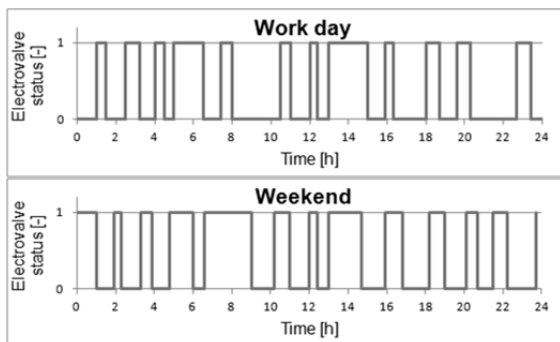 Work day
Electrovalve
status [-]
1
0
0 2 4 6 8 10 12 14 16 18 20 22 24
Time [h]
Weekend
Electrovalve
status [-]
1
0
0 2 4 6 8 10 12 14 16 18 20 22 24
Time [h]